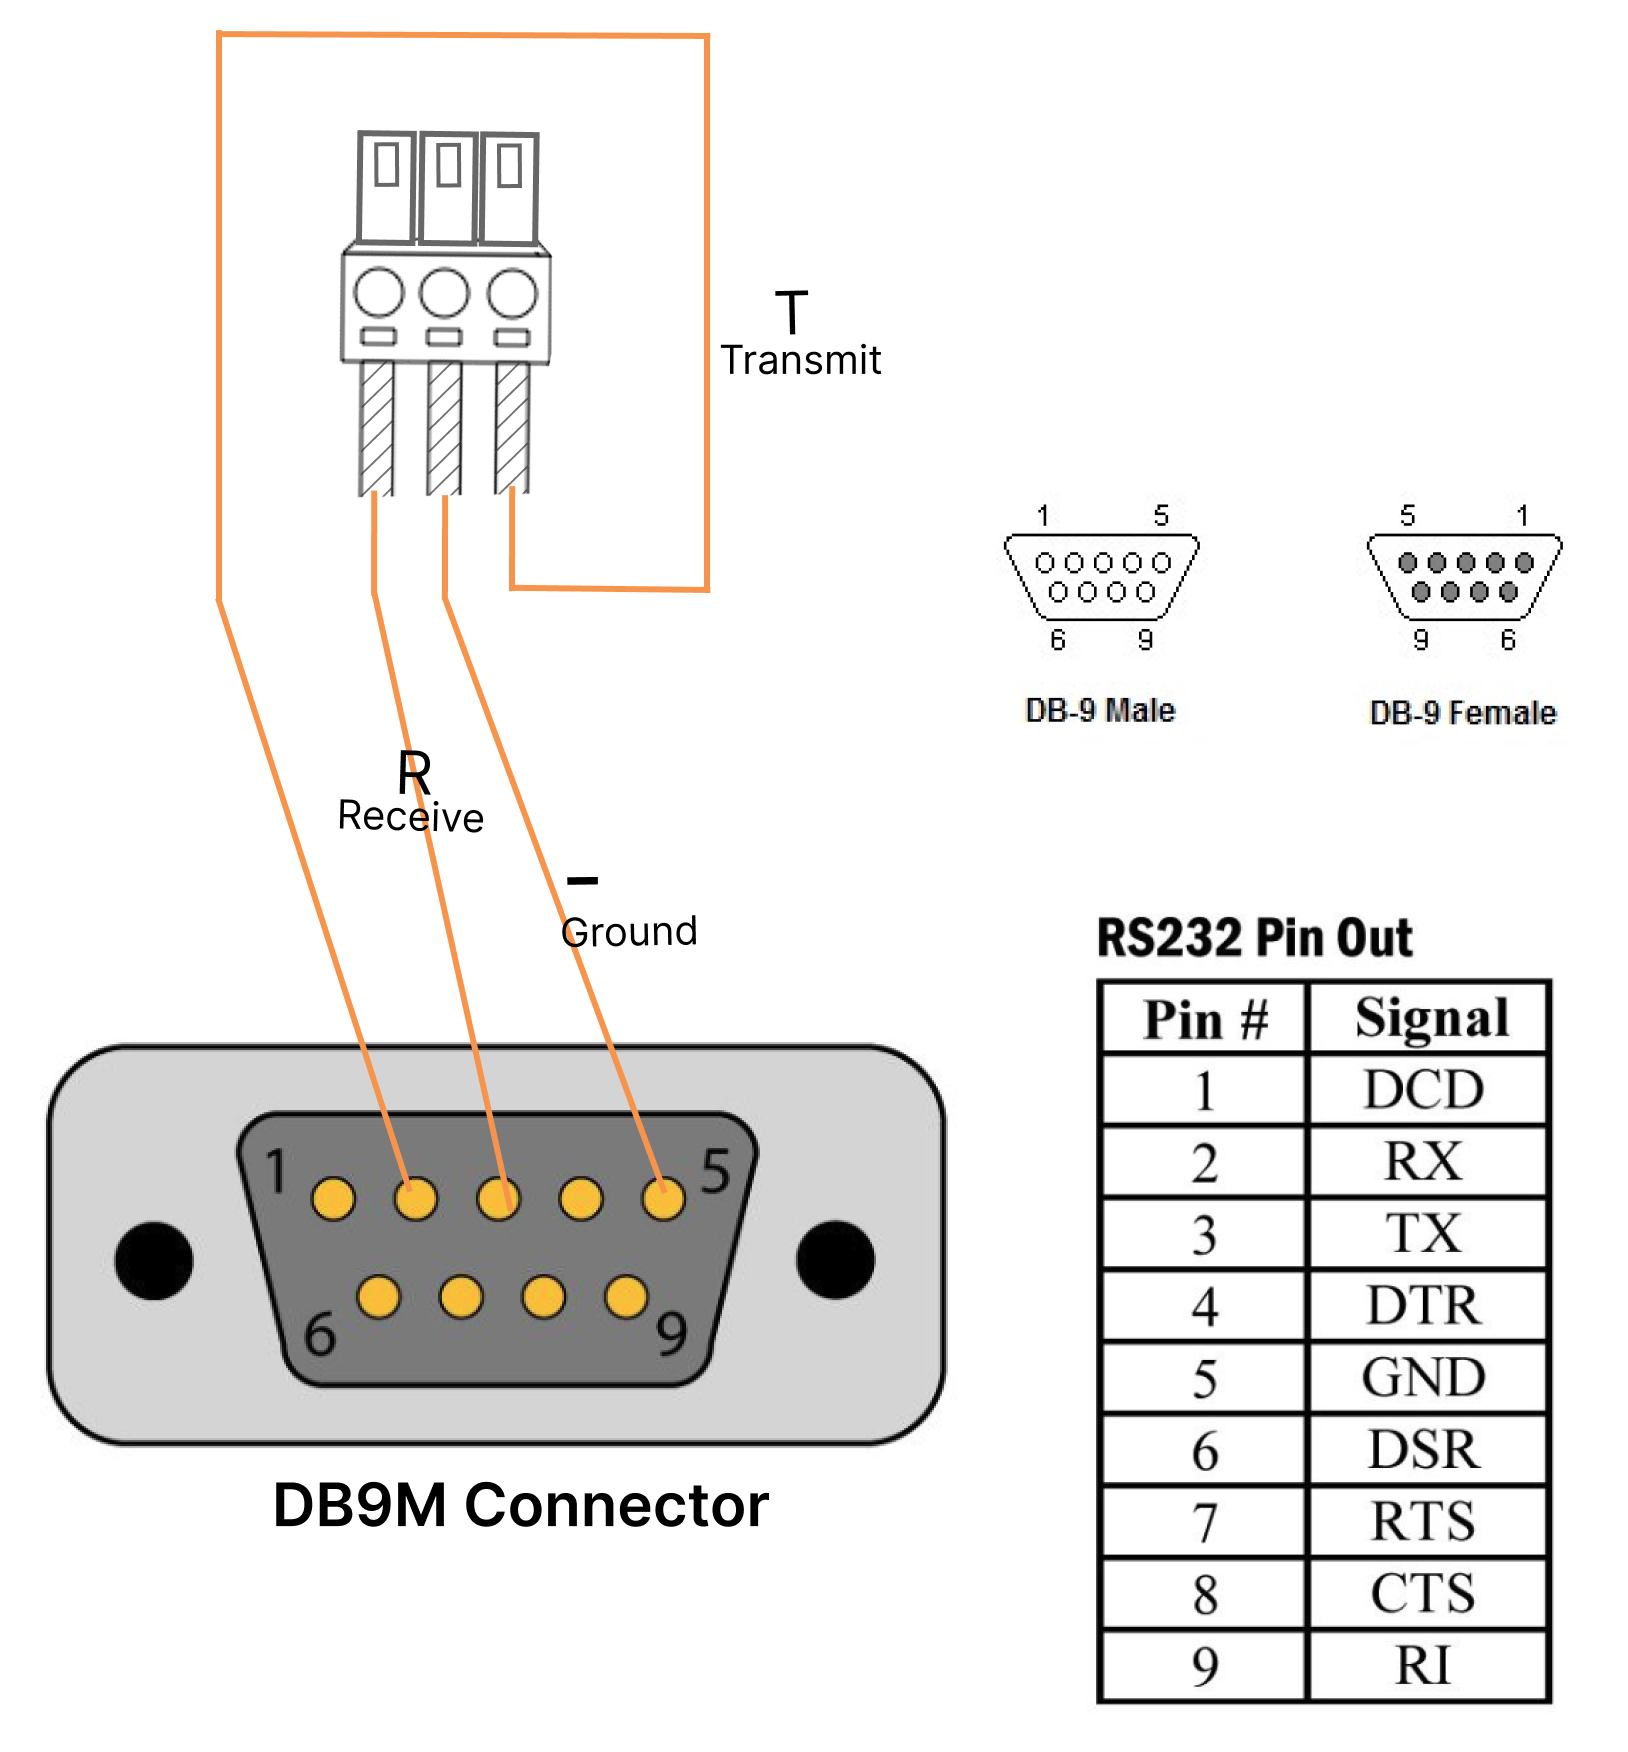 T
Transmit
1 5
6 9
DB-9 Male
5 1
9 6
DB-9 Female
R
Receive
–
Ground
1 5
6 9
DB9M Connector
RS232 Pin Out
Pin # Signal
1 DCD
2 RX
3 TX
4 DTR
5 GND
6 DSR
7 RTS
8 CTS
9 RI